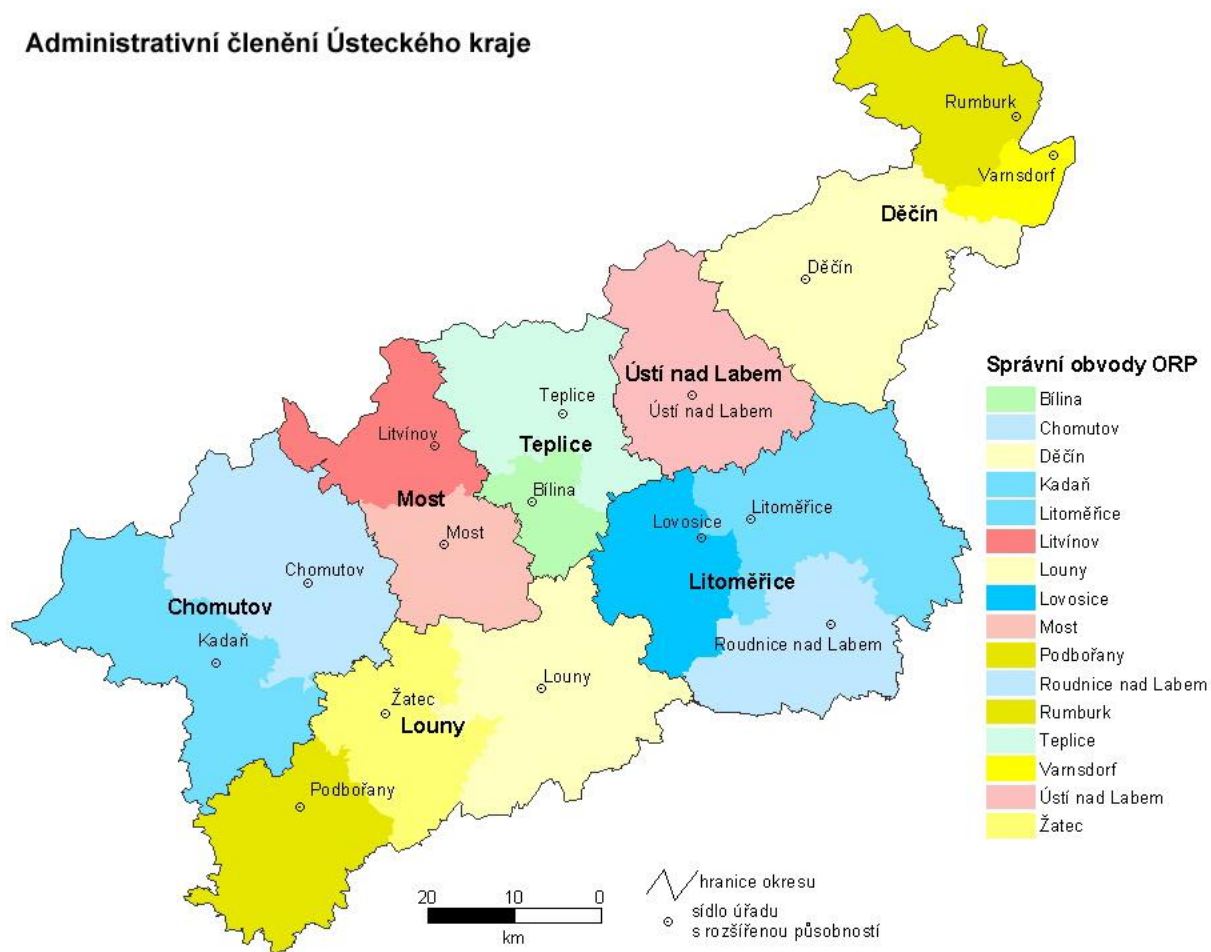 Administrativní členění Ústeckého kraje
Rumburk
Varnsdorf
Děčín
Děčín
Ústí nad Labem
Ústí nad Labem
Teplice
Teplice
Litvínov
Bílina
Most
Most
Litoměřice
Lovosice
Litoměřice
Chomutov
Chomutov
Kadaň
Roudnice nad Labem
Louny
Žatec
Louny
Podbořany
Správní obvody ORP
Bílina
Chomutov
Děčín
Kadaň
Litoměřice
Litvínov
Louny
Lovosice
Most
Podbořany
Roudnice nad Labem
Rumburk
Teplice
Varnsdorf
Ústí nad Labem
Žatec
20 10 0
km
hranice okresu
sídlo úřadu
s rozšířenou působností